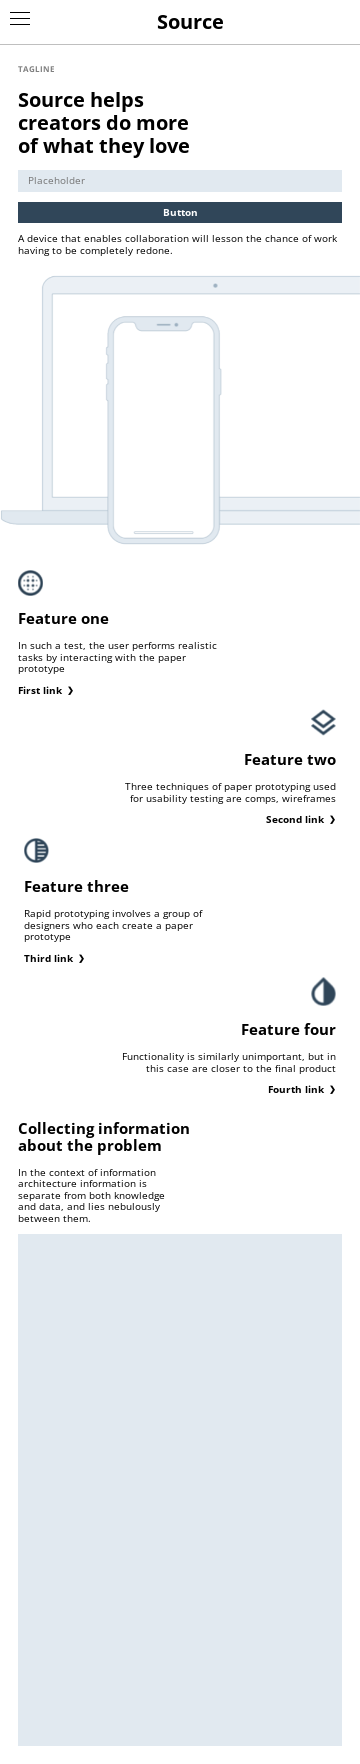 Source
TAGLINE
Source helps
creators do more
of what they love
Placeholder
Button
A device that enables collaboration will lesson the chance of work
having to be completely redone.
Feature one
In such a test, the user performs realistic
tasks by interacting with the paper
prototype
First link ❯
Feature two
Three techniques of paper prototyping used
for usability testing are comps, wireframes
Second link ❯
Feature three
Rapid prototyping involves a group of
designers who each create a paper
prototype
Third link ❯
Feature four
Functionality is similarly unimportant, but in
this case are closer to the final product
Fourth link ❯
Collecting information
about the problem
In the context of information
architecture information is
separate from both knowledge
and data, and lies nebulously
between them.